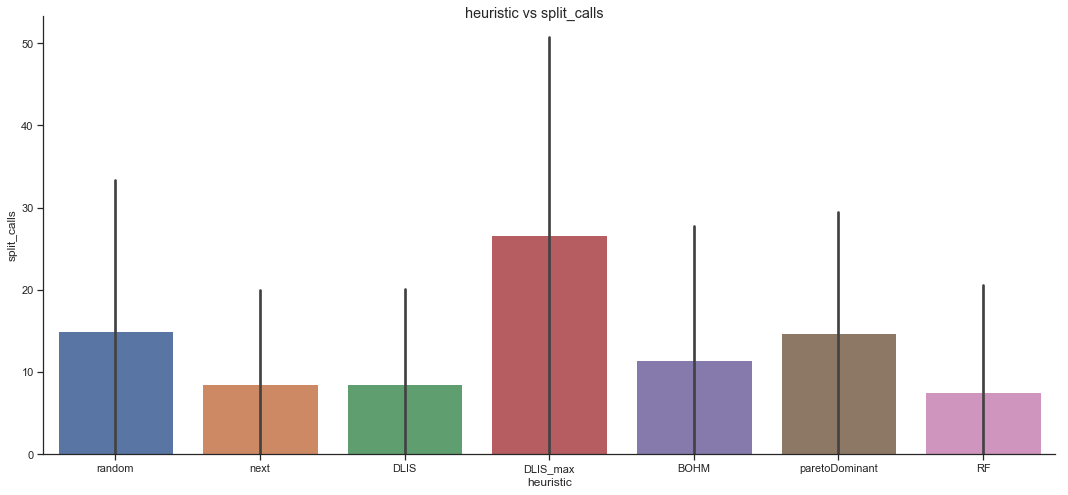 heuristic vs split_calls
split_calls
50
40
30
20
10
0
random next DLIS DLIS_max BOHM paretoDominant RF
heuristic